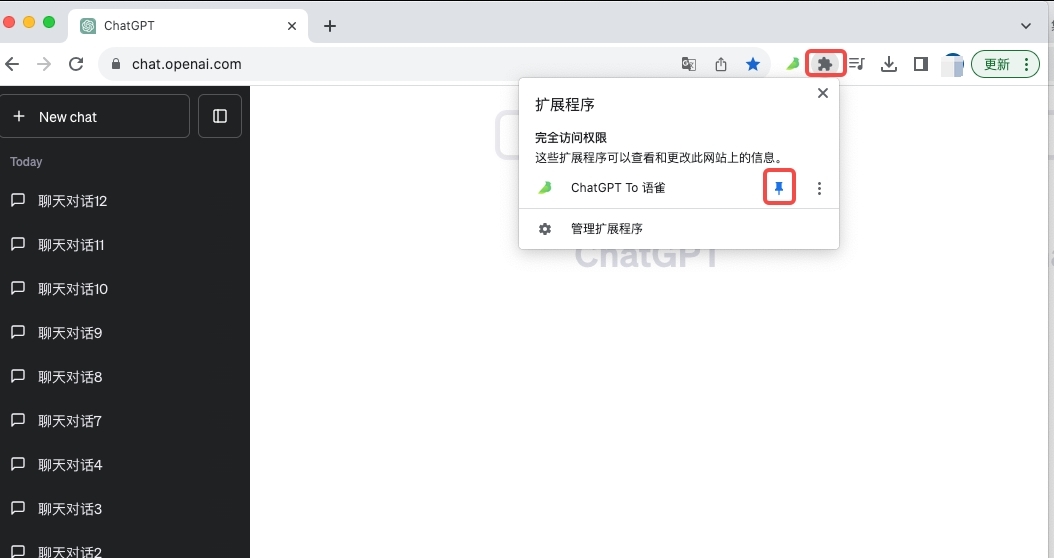 ChatGPT
chat.openai.com
更新
New chat
Today
聊天对话12
聊天对话11
聊天对话10
聊天对话9
聊天对话8
聊天对话7
聊天对话4
聊天对话3
聊天对话2
扩展程序
完全访问权限
这些扩展程序可以查看和更改此网站上的信息。
ChatGPT To 语雀
管理扩展程序
ChatGPT